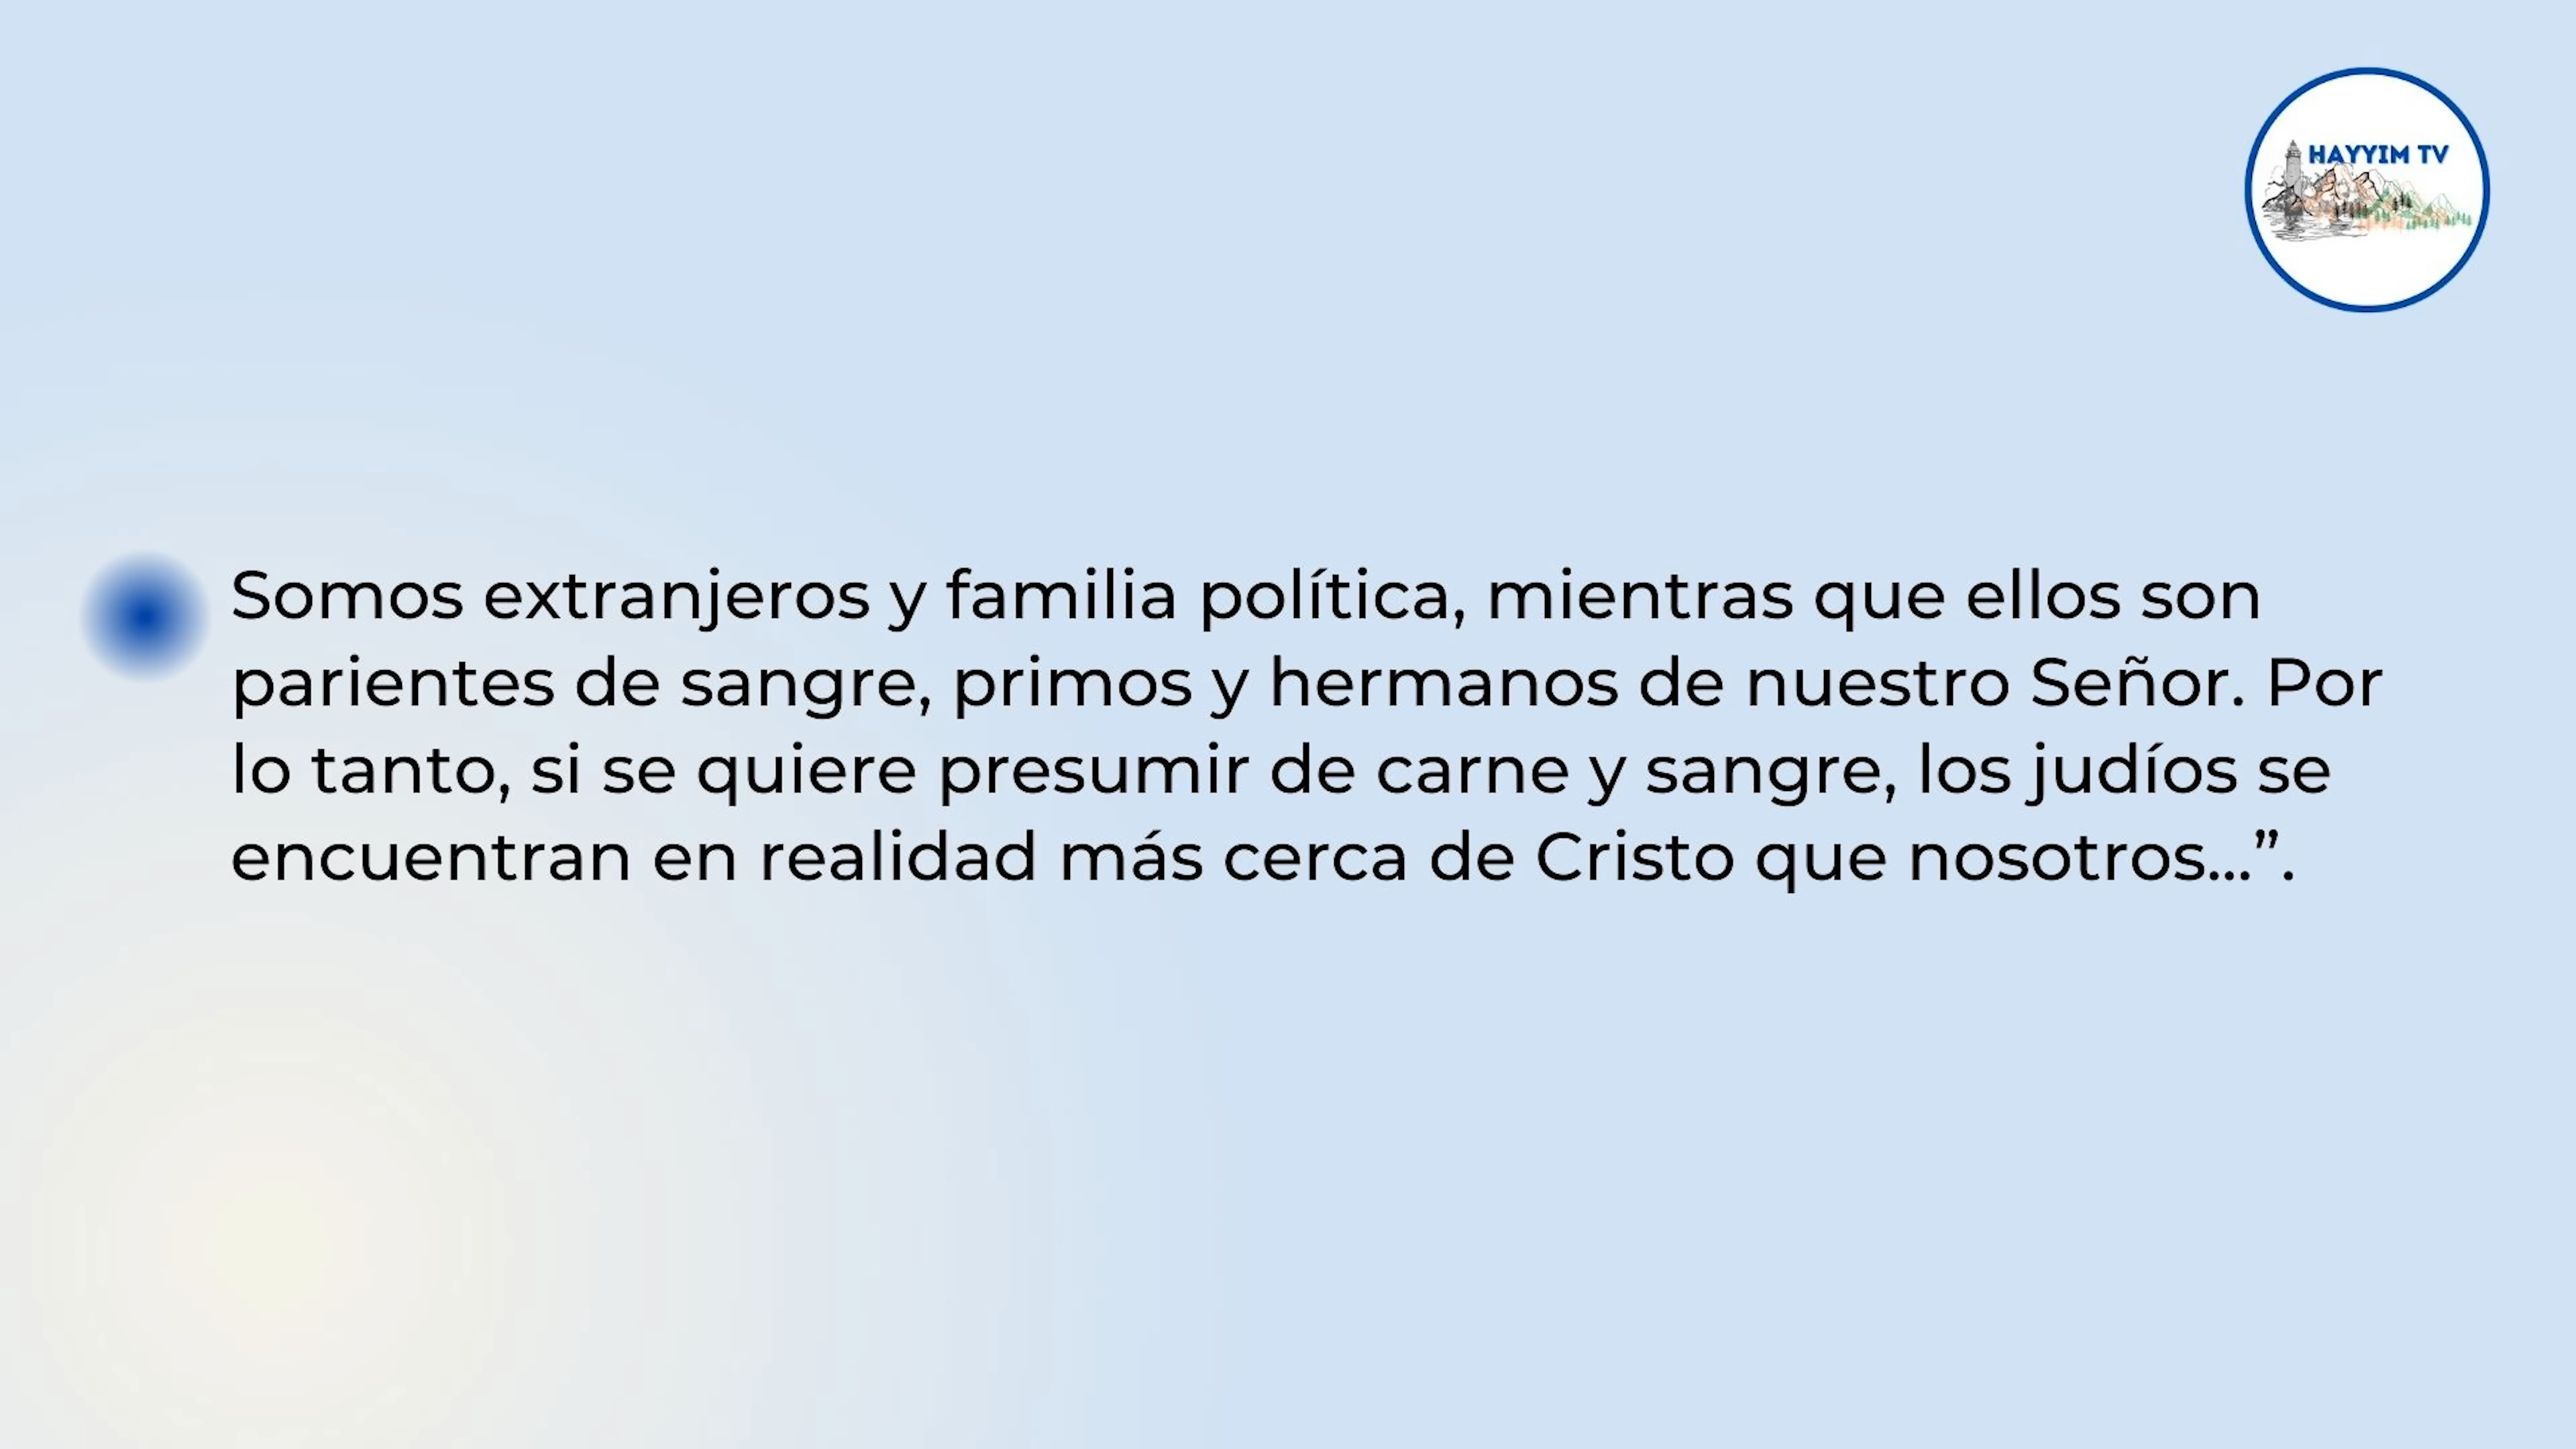 HAYYIM TV
Somos extranjeros y familia política, mientras que ellos son
parientes de sangre, primos y hermanos de nuestro Señor. Por
lo tanto, si se quiere presumir de carne y sangre, los judíos se
encuentran en realidad más cerca de Cristo que nosotros...”.